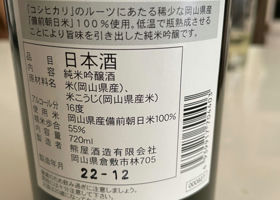 『コシヒカリ』のルーツにあたる稀少な岡山県産
『備前朝日米』100%使用。低温で瓶熟成させる
ことにより旨味を引き出した純米吟醸です。
日本酒
品目 純米吟醸酒
原材料名 米(岡山県産)、
米こうじ(岡山県産米)
アルコール分 16度
使用米 岡山県産備前朝日米100%
精米歩合 55%
内容量 720ml
製造者 熊屋酒造有限会社
岡山県倉敷市林705
製造年月 22-12